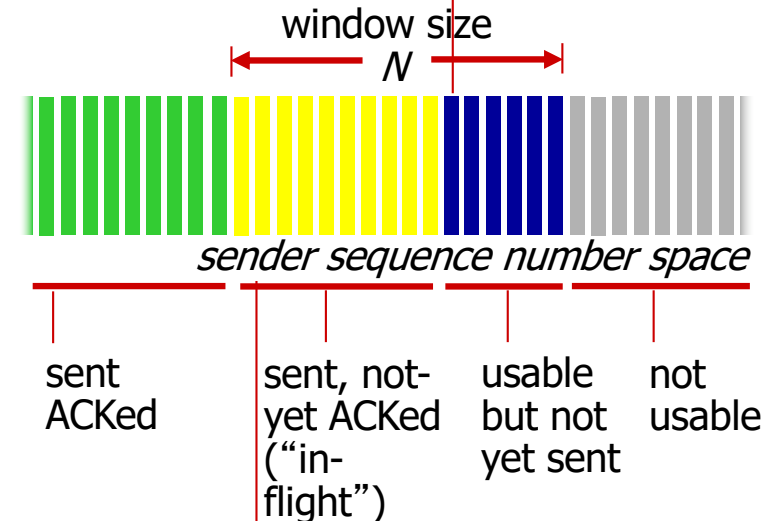 window size
N
sender sequence number space
sent
ACKed
sent, not-
yet ACKed
(“in-
flight”)
usable
but not
yet sent
not
usable